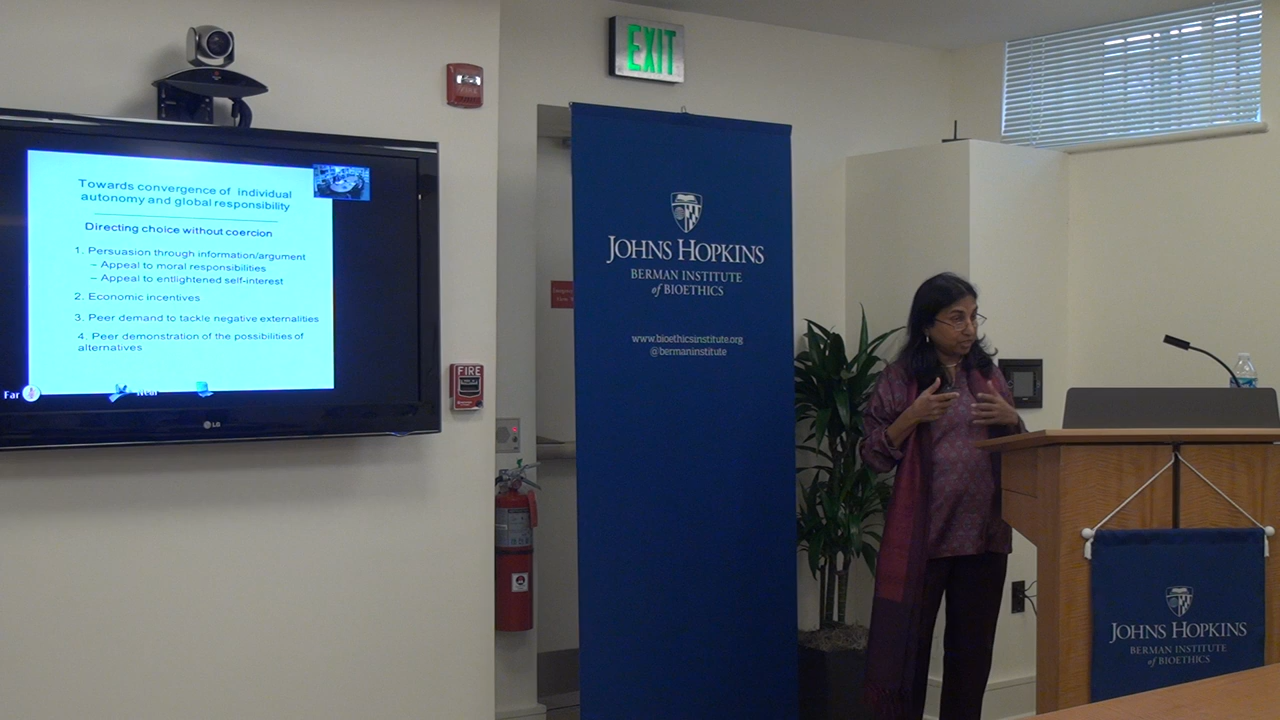 Towards convergence of individual
autonomy and global responsibility
Directing choice without coercion
1. Persuasion through information/argument
– Appeal to moral responsibilities
– Appeal to entlightened self-interest
2. Economic incentives
3. Peer demand to tackle negative externalities
4. Peer demonstration of the possibilities of
alternatives
Far
Near
LG
FIRE
EXIT
JOHNS HOPKINS
BERMAN INSTITUTE
of BIOETHICS
www.bioethicsinstitute.org
@bermaninstitute
JOHNS HOPKINS
BERMAN INSTITUTE
of BIOETHICS